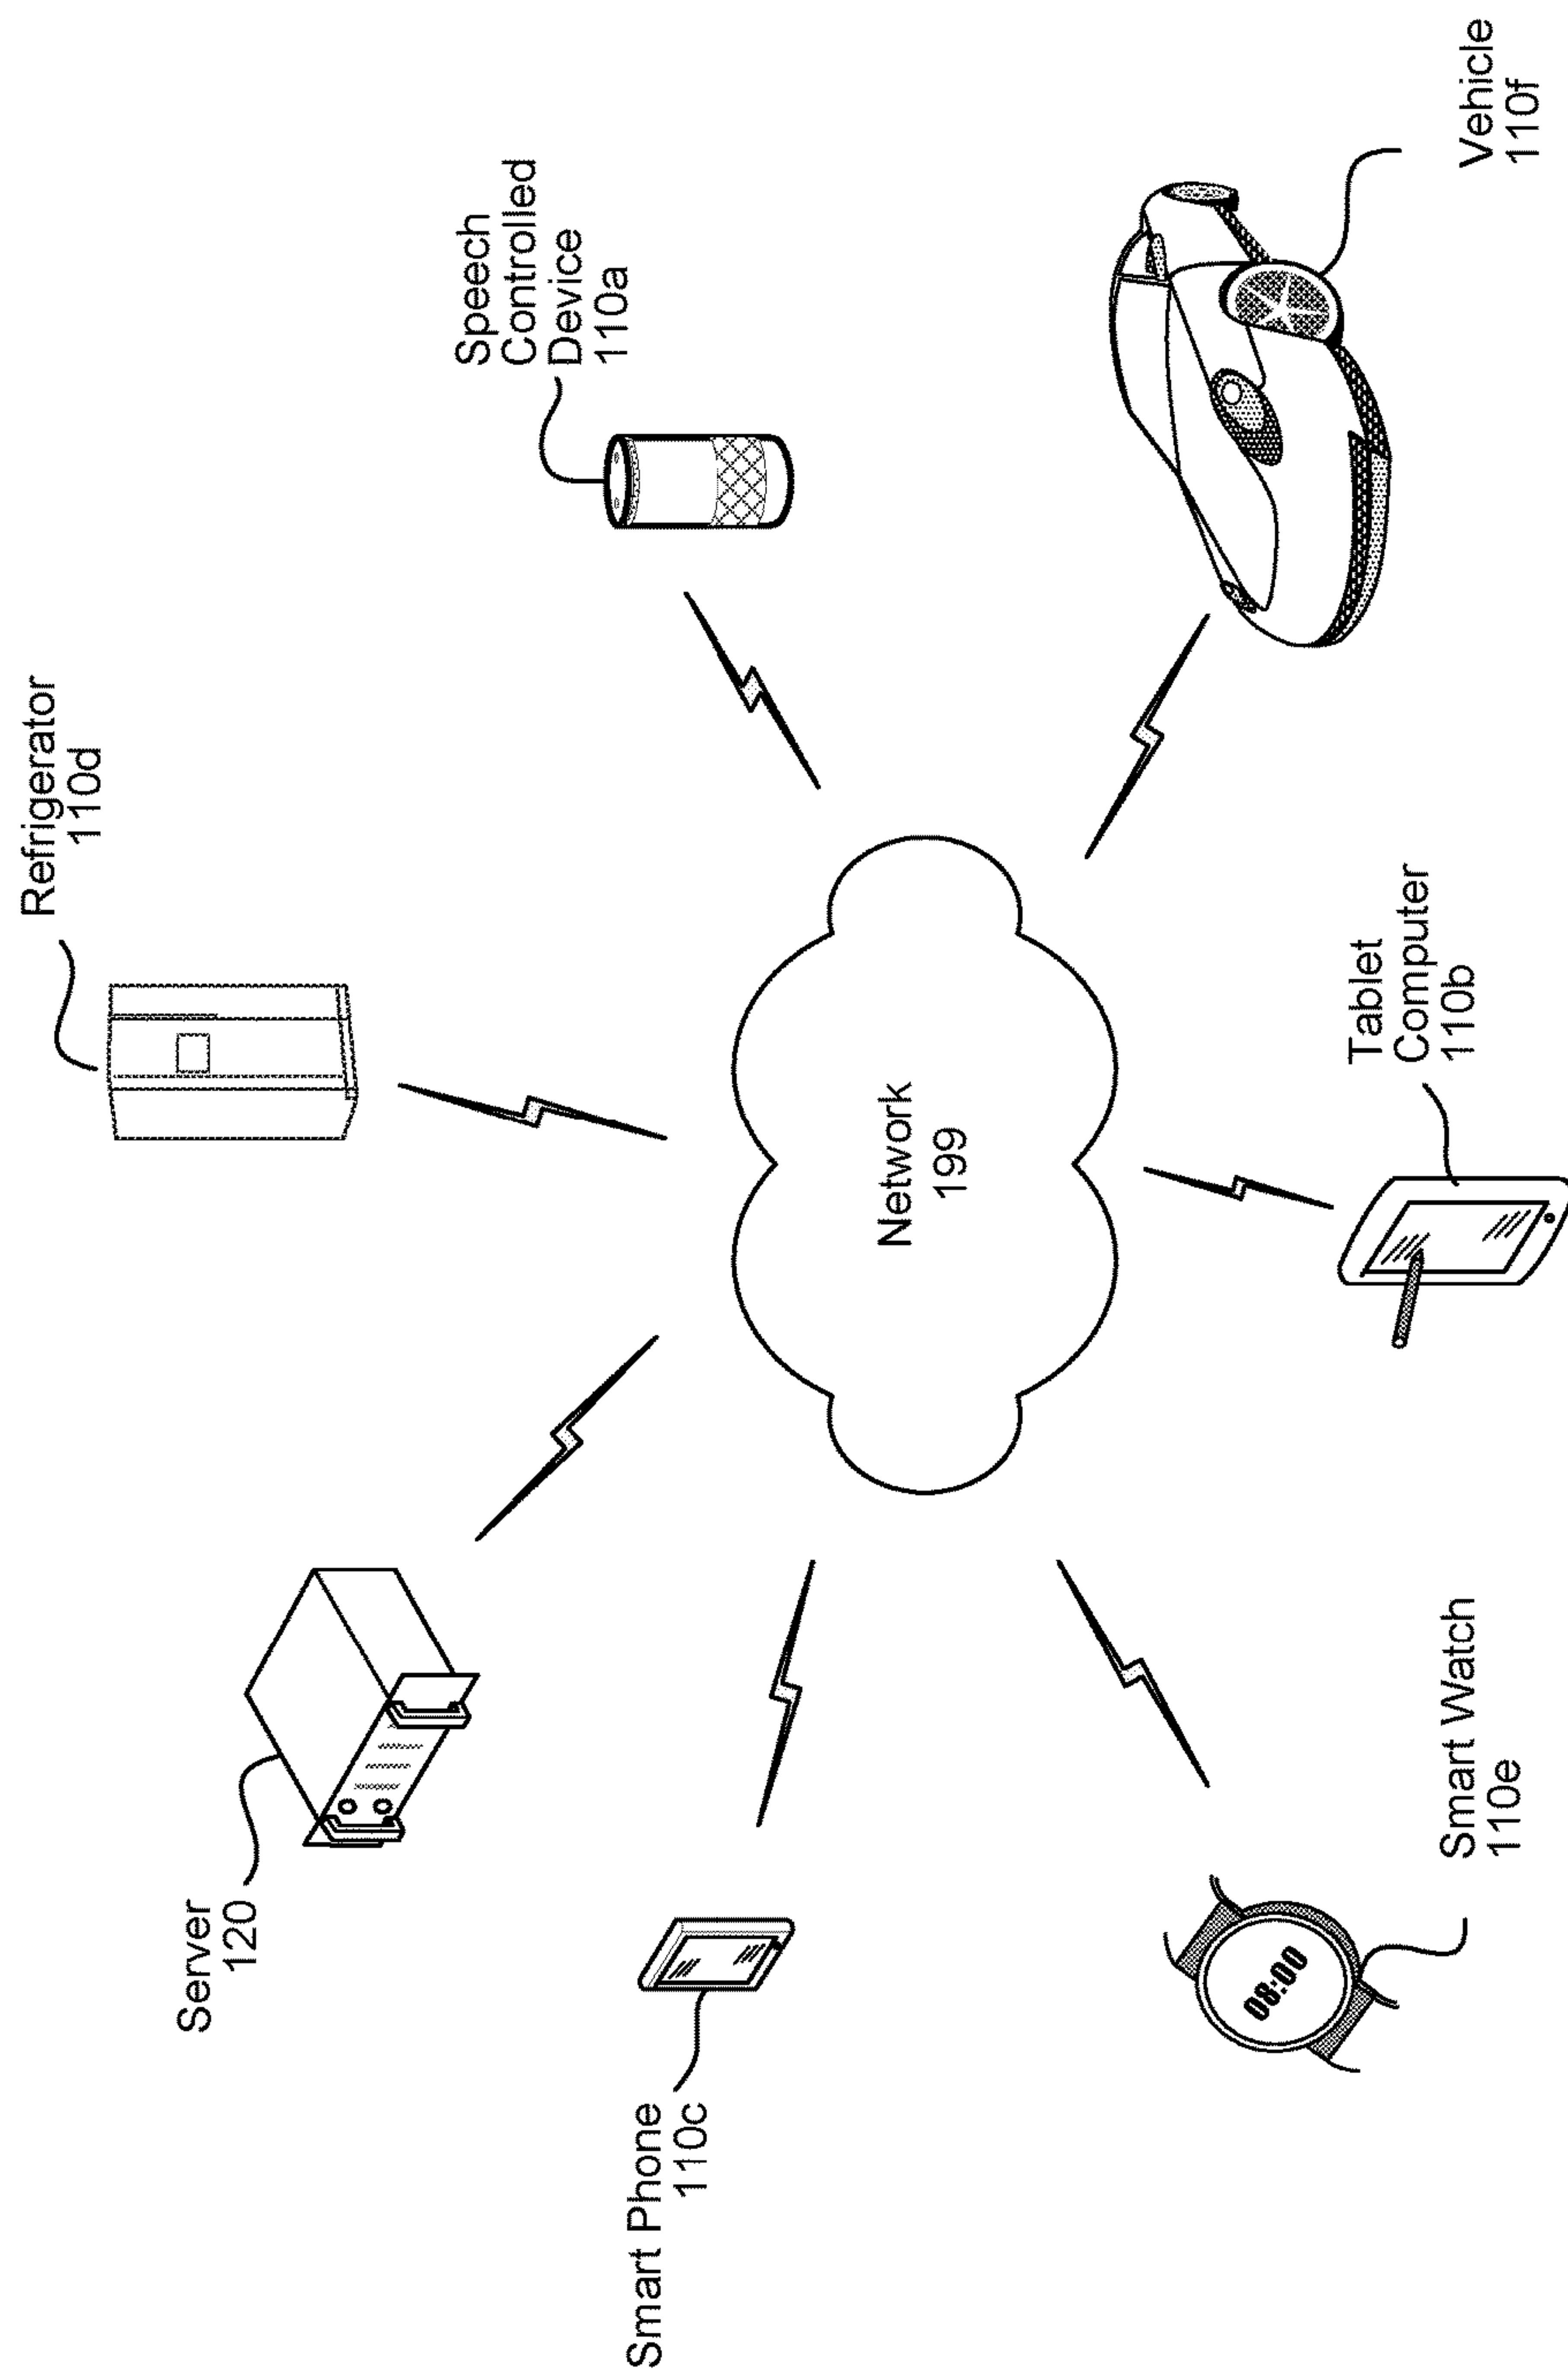 Server
120
Refrigerator
110d
Speech
Controlled
Device
110a
Smart Phone
110c
Network
199
08:00
Smart Watch
110e
Tablet
Computer
110b
Vehicle
110f